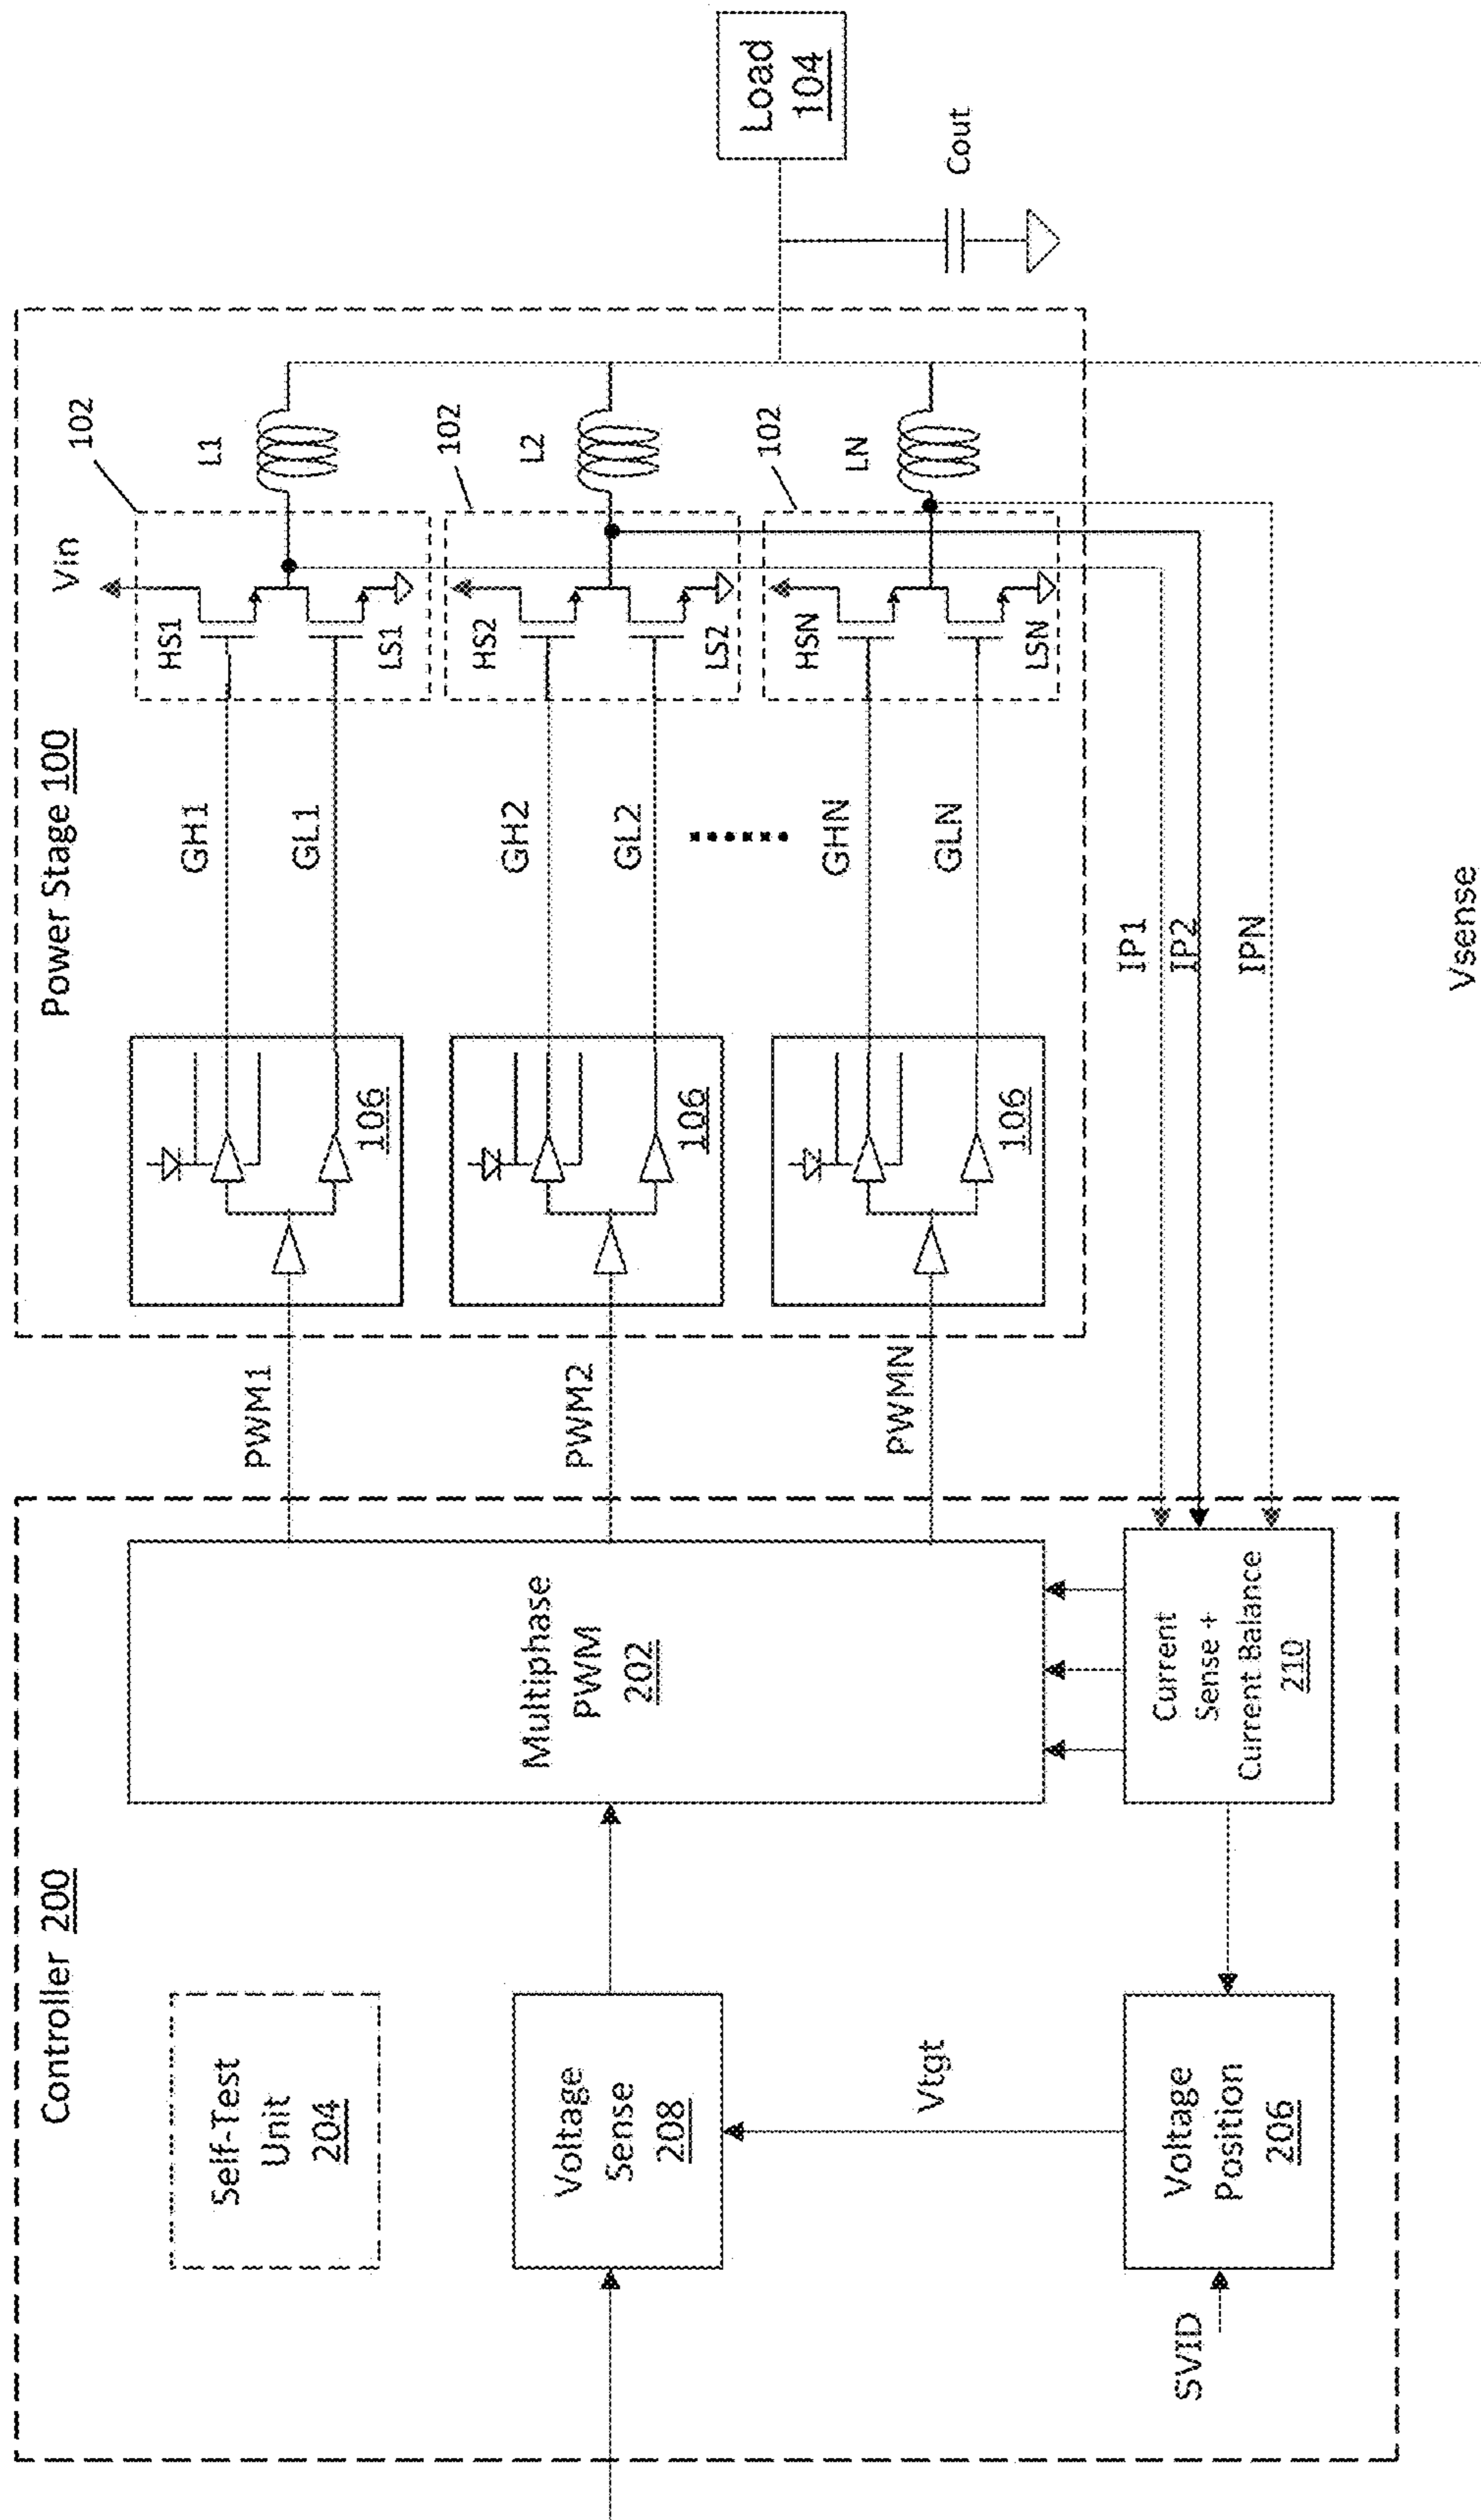 Controller 200
Self-Test
Unit
204
Voltage
Sense
208
Vtgt
Voltage
Position
206
SVID
Multiphase
PWM
202
Current
Sense +
Current Balance
210
PWM1
PWM2
PWMN
Power Stage 100
106
106
106
GH1
GL1
GH2
GL2
GHN
GLN
Vin
HS1
LS1
HS2
LS2
HSN
LSN
102
102
102
L1
L2
LN
IP1
IP2
IPN
Vsense
Load
104
Cout